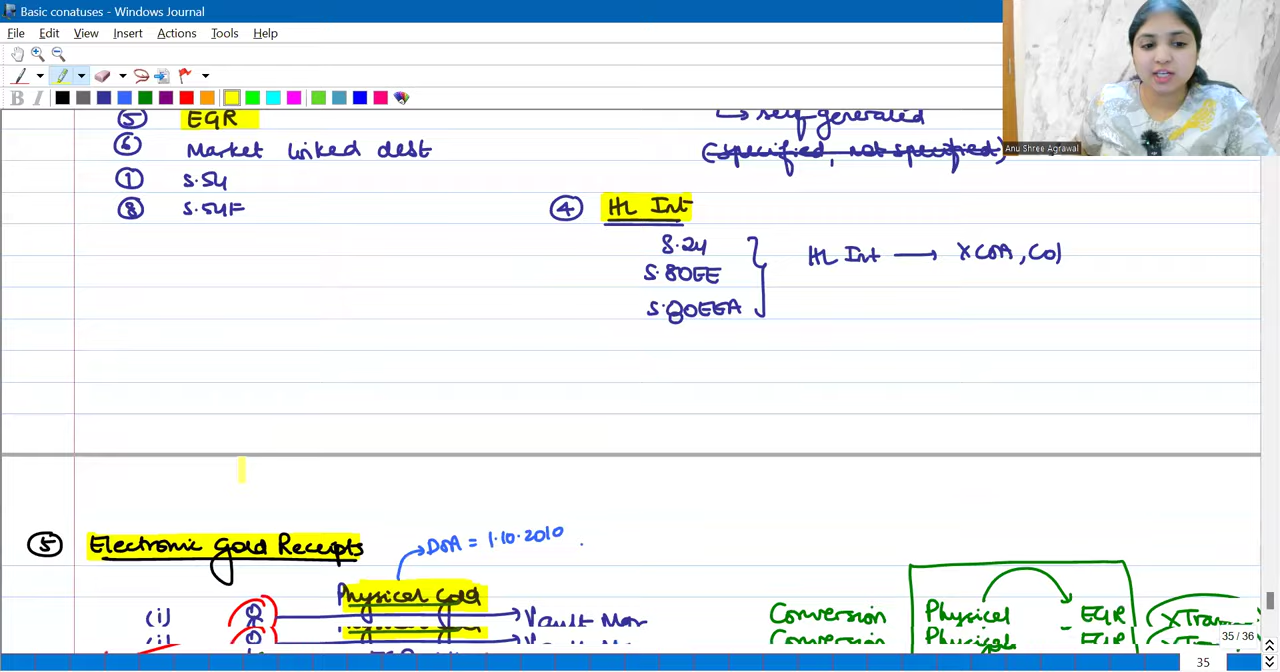 Basic conatuses - Windows Journal
File Edit View Insert Actions Tools Help
B I
Anu Shree Agrawal
⑤ EGR
⑥ Market linked debt
① S.54
⑧ S.54F
↳ self generated
(specified, not specified)
④ HL Int
S.24
S.80EE
S.80EEA
HL Int → XCOA, COI
⑤ Electronic Gold Receipts
DOA = 1.10.2010
(i) Physical Gold → Vault Man
Conversion Physical EGR
35 / 36
35